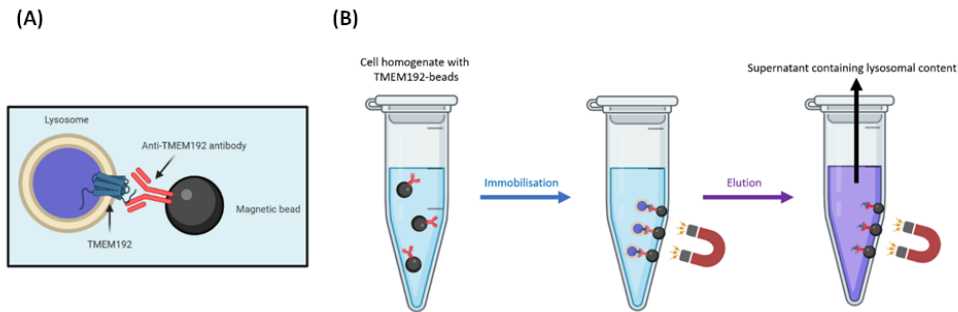 (A)
(B)
Lysosome
Anti-TMEM192 antibody
Magnetic bead
TMEM192
Cell homogenate with
TMEM192-beads
Immobilisation
Elution
Supernatant containing lysosomal content